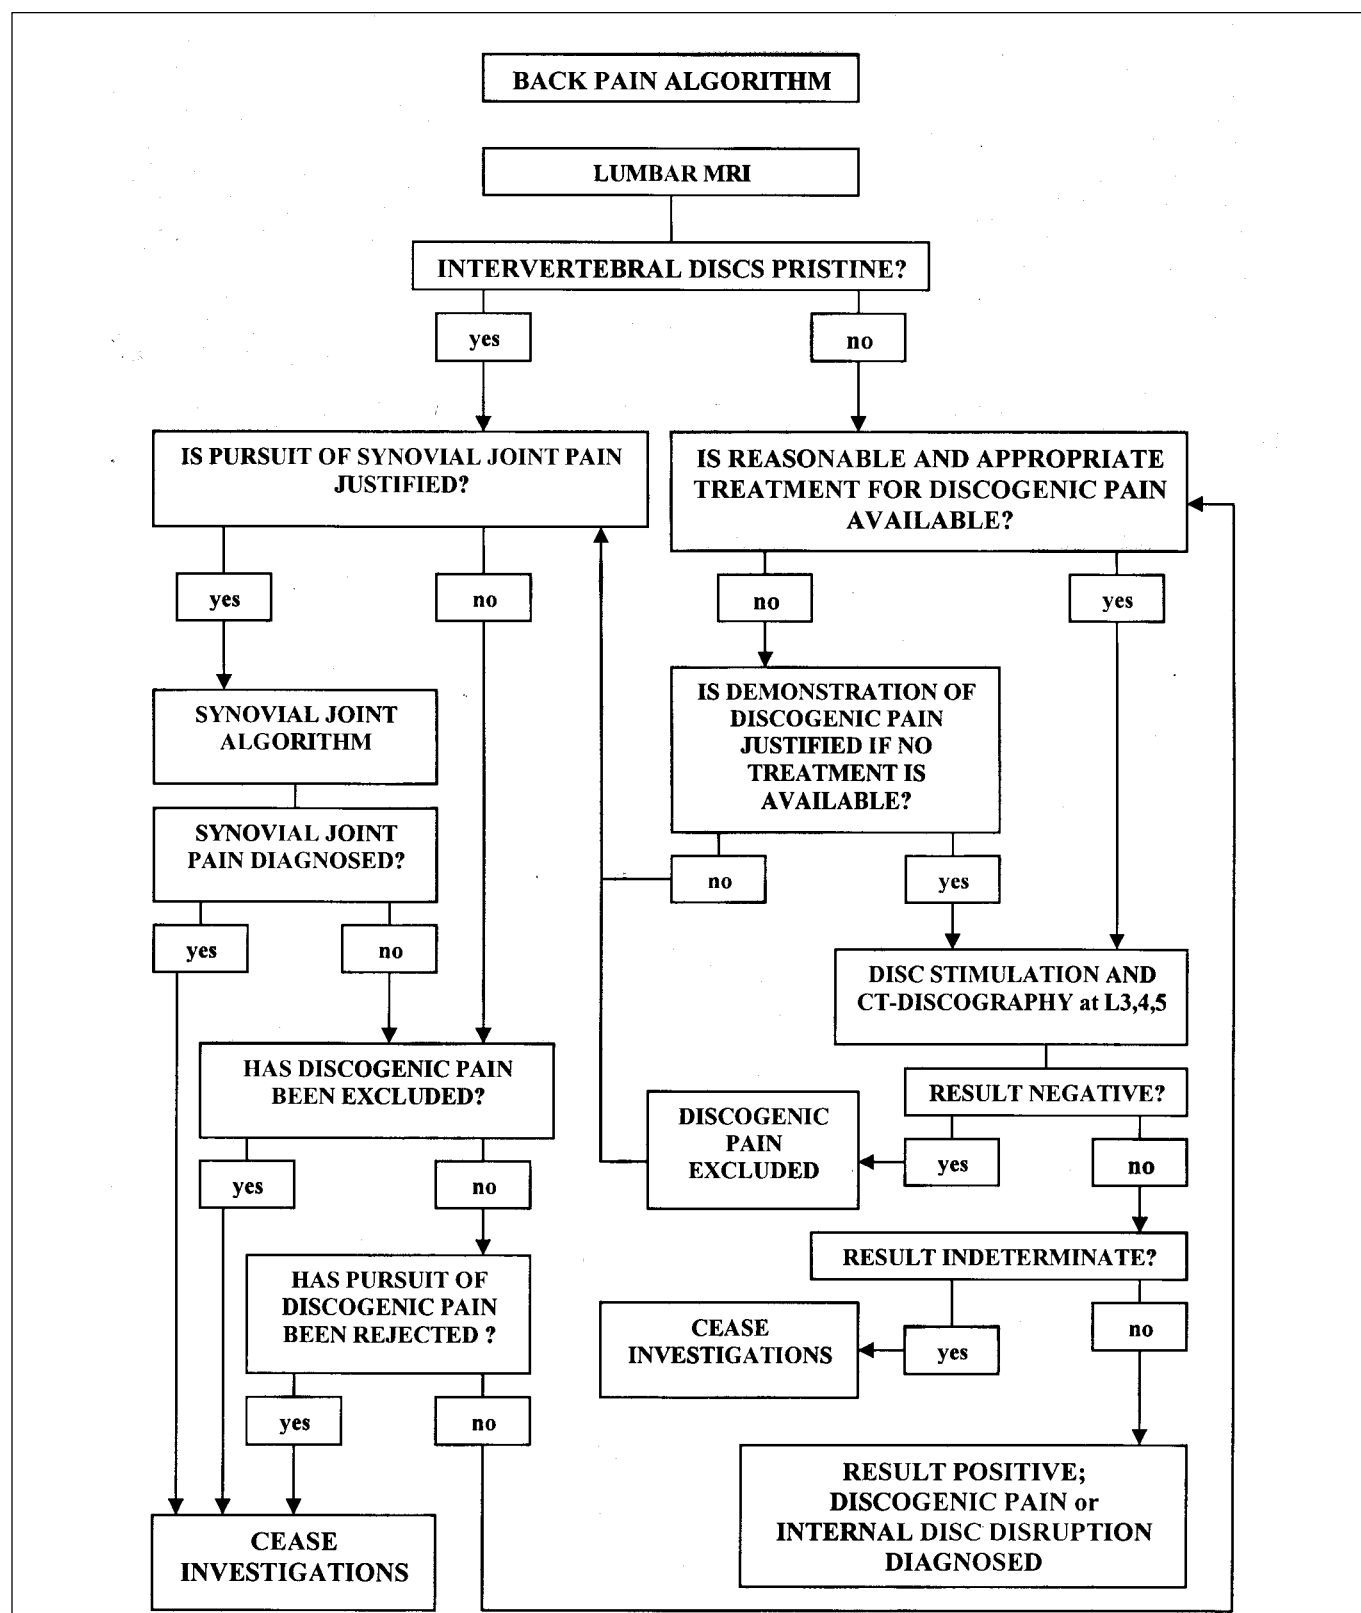 BACK PAIN ALGORITHM
LUMBAR MRI
INTERVERTEBRAL DISCS PRISTINE?
yes
no
IS PURSUIT OF SYNOVIAL JOINT PAIN
JUSTIFIED?
IS REASONABLE AND APPROPRIATE
TREATMENT FOR DISCOGENIC PAIN
AVAILABLE?
yes
no
no
yes
SYNOVIAL JOINT
ALGORITHM
IS DEMONSTRATION OF
DISCOGENIC PAIN
JUSTIFIED IF NO
TREATMENT IS
AVAILABLE?
SYNOVIAL JOINT
PAIN DIAGNOSED?
no
yes
yes
no
DISC STIMULATION AND
CT-DISCOGRAPHY at L3,4,5
HAS DISCOGENIC PAIN
BEEN EXCLUDED?
RESULT NEGATIVE?
DISCOGENIC
PAIN
EXCLUDED
yes
no
yes
no
RESULT INDETERMINATE?
HAS PURSUIT OF
DISCOGENIC PAIN
BEEN REJECTED ?
CEASE
INVESTIGATIONS
yes
no
yes
no
RESULT POSITIVE;
DISCOGENIC PAIN or
INTERNAL DISC DISRUPTION
DIAGNOSED
CEASE
INVESTIGATIONS